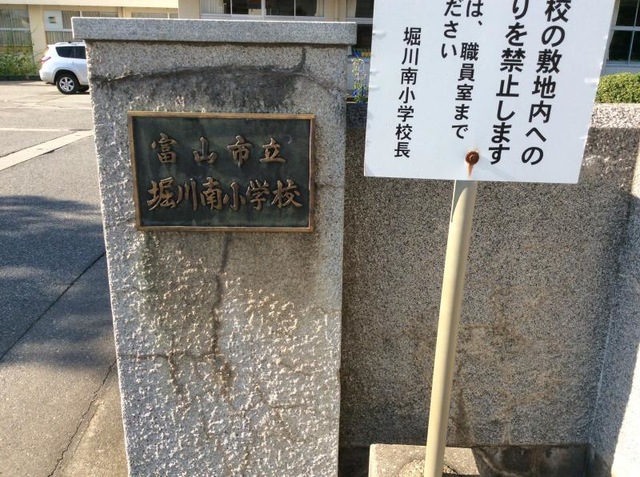 富山市立
堀川南小学校
校の敷地内への
りを禁止します
は、職員室まで
ださい
堀川南小学校長